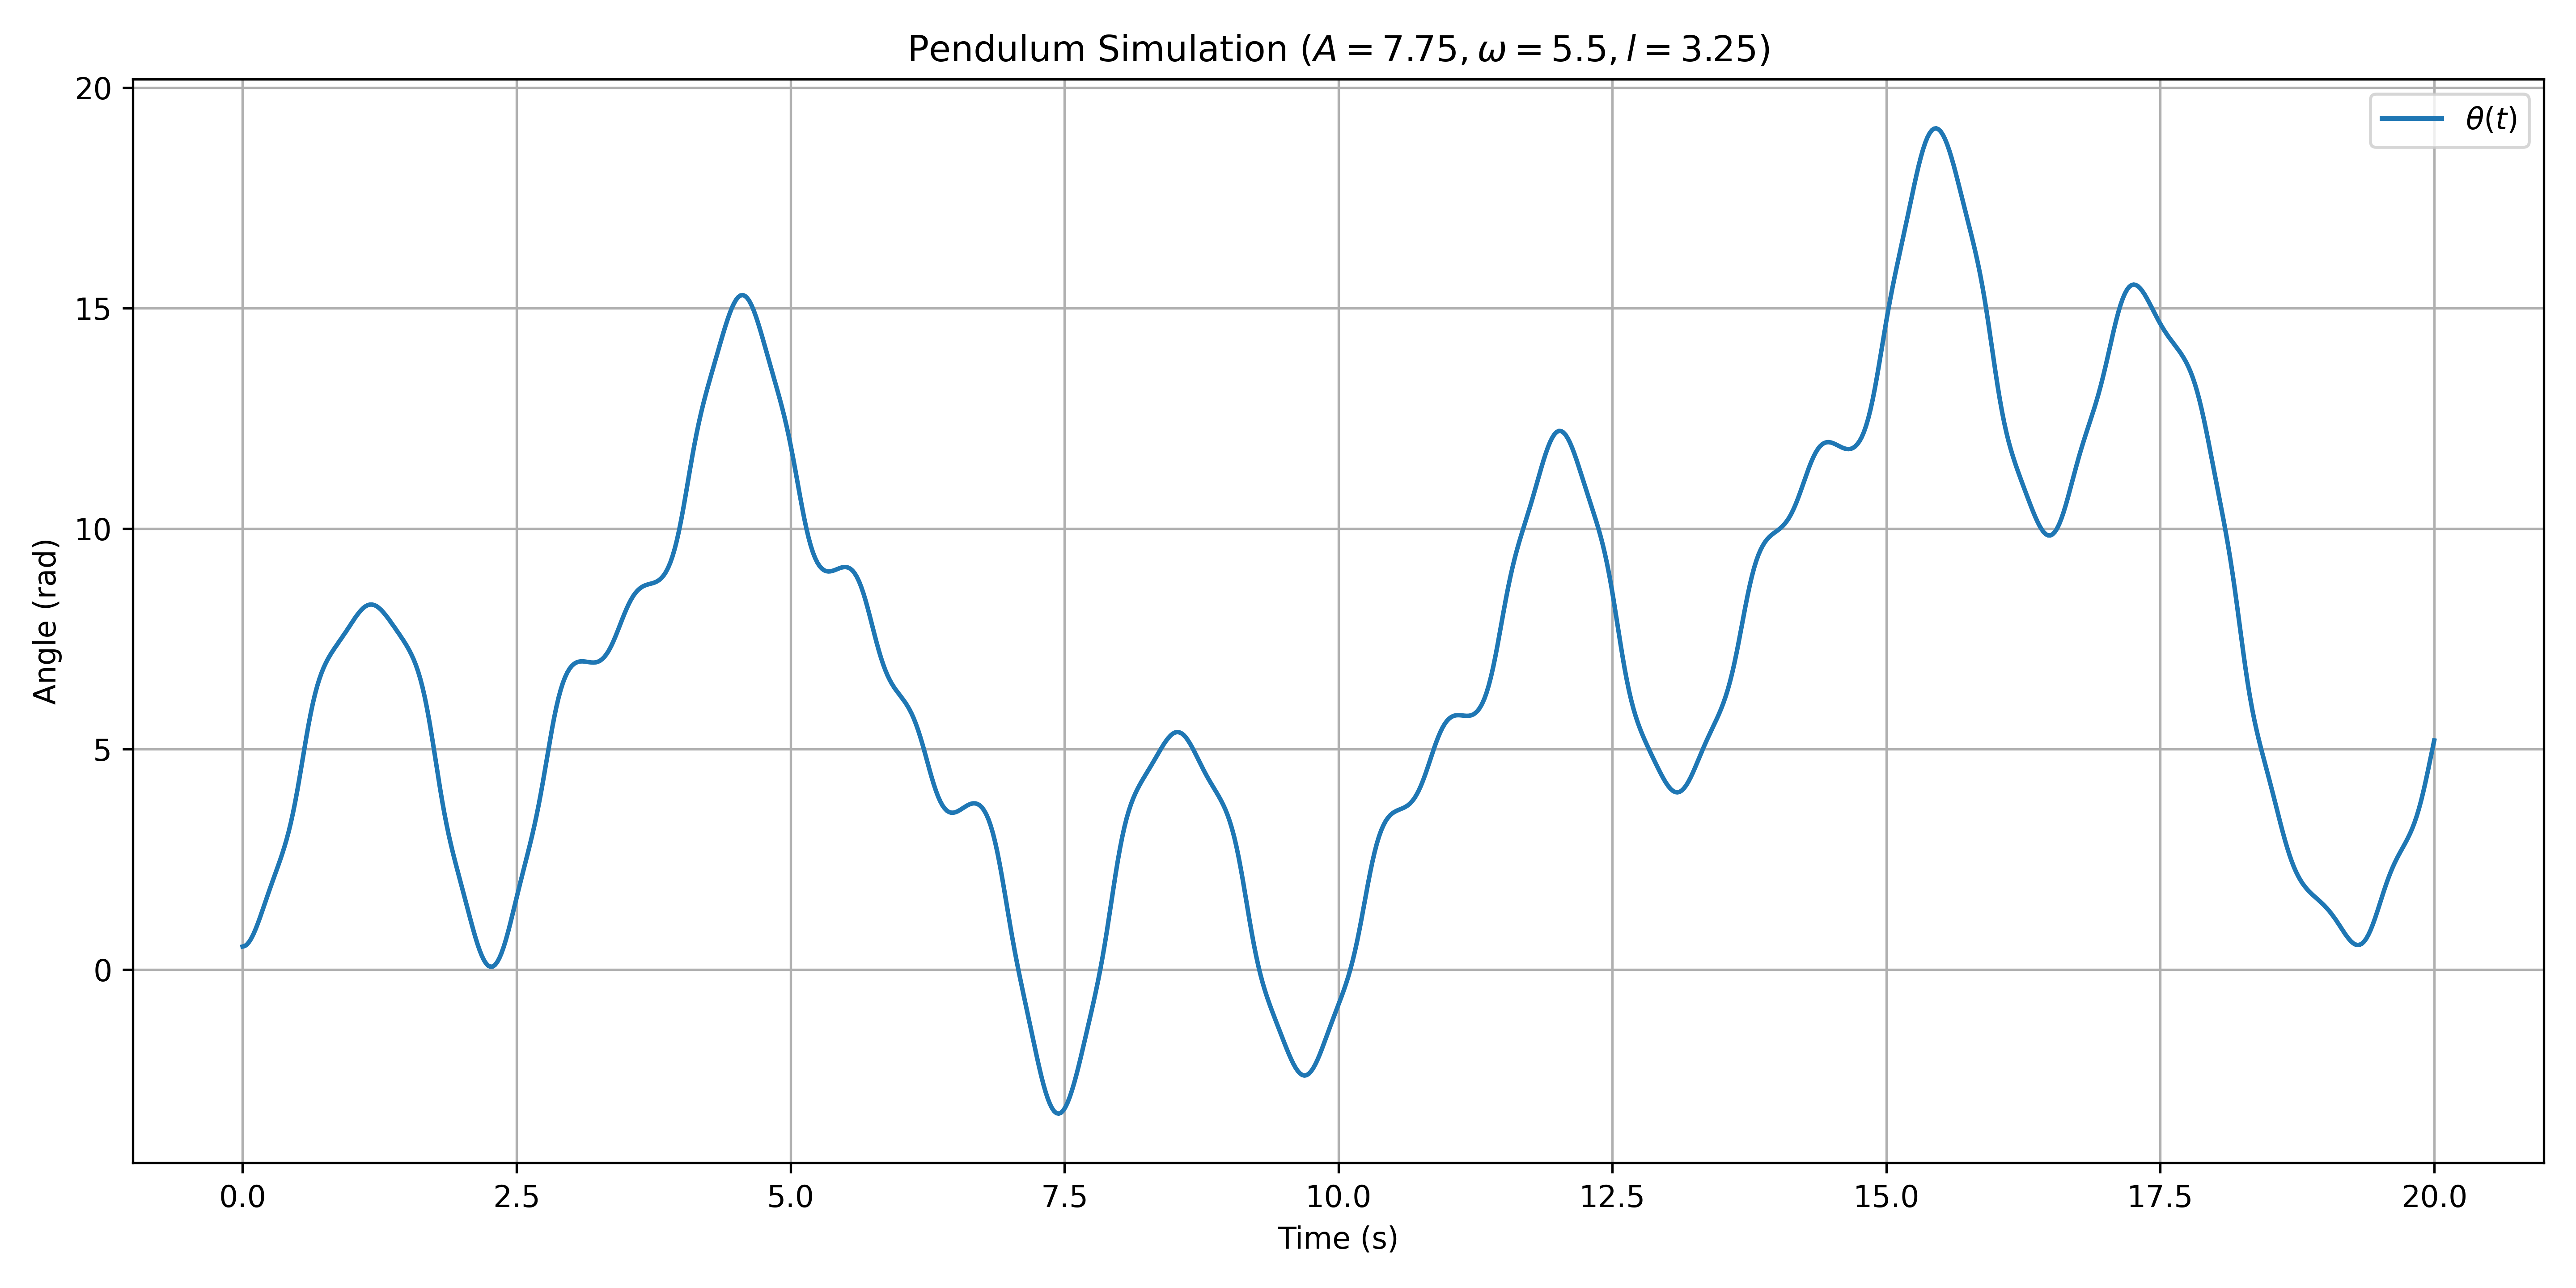 Pendulum Simulation (A = 7.75, ω = 5.5, l = 3.25)
θ(t)
20
15
10
5
0
Angle (rad)
0.0 2.5 5.0 7.5 10.0 12.5 15.0 17.5 20.0
Time (s)